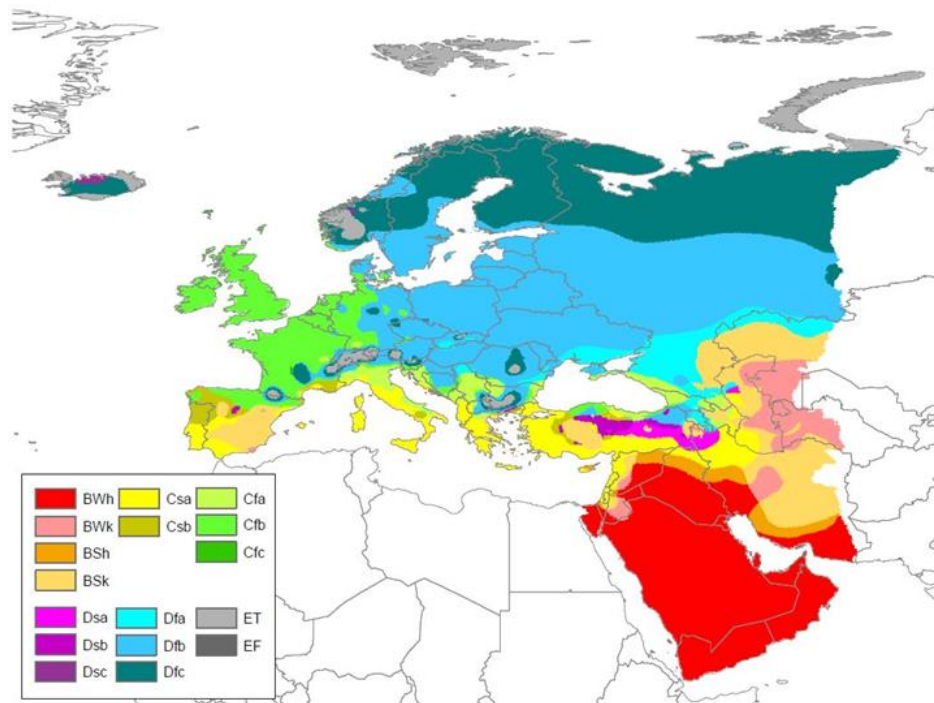 BWh Csa Cfa
BWk Csb Cfb
BSh Cfc
BSk
Dsa Dfa ET
Dsb Dfb EF
Dsc Dfc